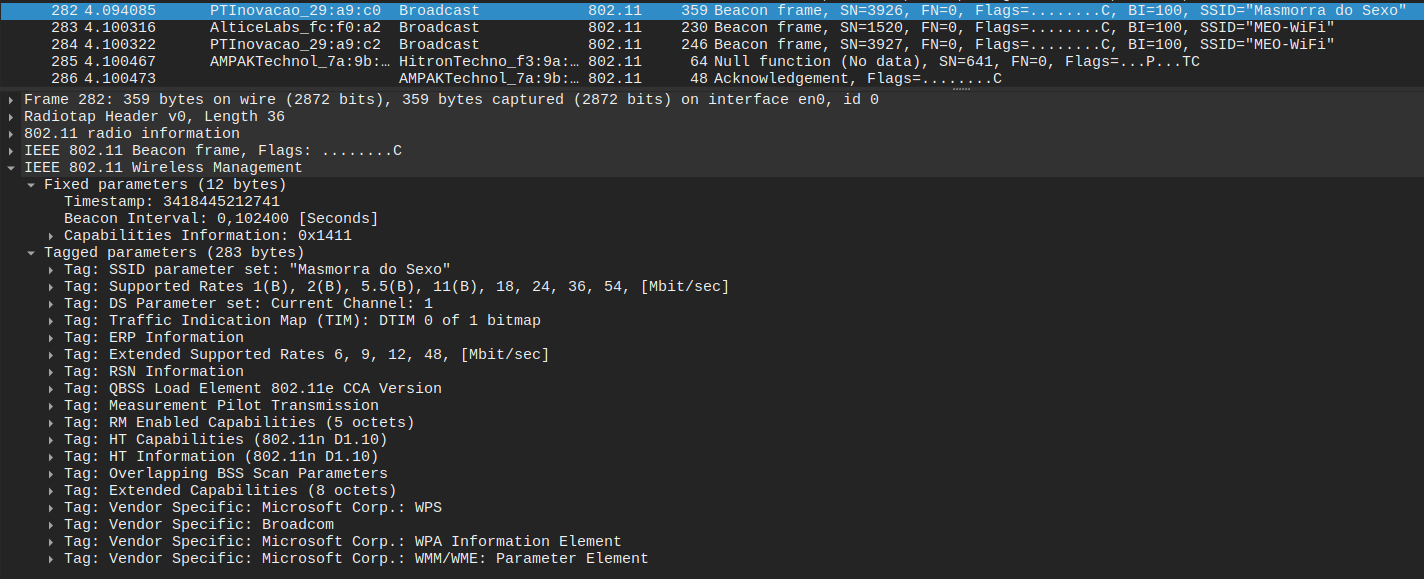 282 4.094085 PTInovacao_29:a9:c0 Broadcast 802.11 359 Beacon frame, SN=3926, FN=0, Flags=........C, BI=100, SSID="Masmorra do Sexo"
283 4.100316 AlticeLabs_fc:f0:a2 Broadcast 802.11 230 Beacon frame, SN=1520, FN=0, Flags=........C, BI=100, SSID="MEO-WiFi"
284 4.100322 PTInovacao_29:a9:c2 Broadcast 802.11 246 Beacon frame, SN=3927, FN=0, Flags=........C, BI=100, SSID="MEO-WiFi"
285 4.100467 AMPAKTechnol_7a:9b:… HitronTechno_f3:9a:… 802.11 64 Null function (No data), SN=641, FN=0, Flags=...P...TC
286 4.100473 AMPAKTechnol_7a:9b:… 802.11 48 Acknowledgement, Flags=........C
Frame 282: 359 bytes on wire (2872 bits), 359 bytes captured (2872 bits) on interface en0, id 0
Radiotap Header v0, Length 36
802.11 radio information
IEEE 802.11 Beacon frame, Flags: ........C
IEEE 802.11 Wireless Management
Fixed parameters (12 bytes)
Timestamp: 3418445212741
Beacon Interval: 0,102400 [Seconds]
Capabilities Information: 0x1411
Tagged parameters (283 bytes)
Tag: SSID parameter set: "Masmorra do Sexo"
Tag: Supported Rates 1(B), 2(B), 5.5(B), 11(B), 18, 24, 36, 54, [Mbit/sec]
Tag: DS Parameter set: Current Channel: 1
Tag: Traffic Indication Map (TIM): DTIM 0 of 1 bitmap
Tag: ERP Information
Tag: Extended Supported Rates 6, 9, 12, 48, [Mbit/sec]
Tag: RSN Information
Tag: QBSS Load Element 802.11e CCA Version
Tag: Measurement Pilot Transmission
Tag: RM Enabled Capabilities (5 octets)
Tag: HT Capabilities (802.11n D1.10)
Tag: HT Information (802.11n D1.10)
Tag: Overlapping BSS Scan Parameters
Tag: Extended Capabilities (8 octets)
Tag: Vendor Specific: Microsoft Corp.: WPS
Tag: Vendor Specific: Broadcom
Tag: Vendor Specific: Microsoft Corp.: WPA Information Element
Tag: Vendor Specific: Microsoft Corp.: WMM/WME: Parameter Element